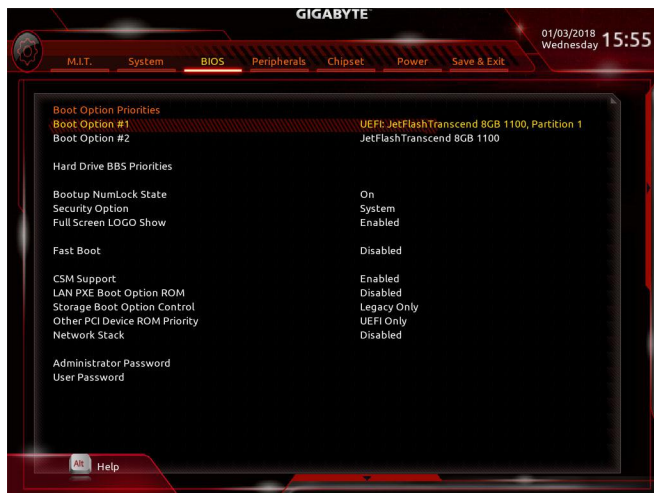 GIGABYTE™
01/03/2018
Wednesday
15:55
M.I.T. System BIOS Peripherals Chipset Power Save & Exit
Boot Option Priorities
Boot Option #1 UEFI: JetFlashTranscend 8GB 1100, Partition 1
Boot Option #2 JetFlashTranscend 8GB 1100
Hard Drive BBS Priorities
Bootup NumLock State On
Security Option System
Full Screen LOGO Show Enabled
Fast Boot Disabled
CSM Support Enabled
LAN PXE Boot Option ROM Disabled
Storage Boot Option Control Legacy Only
Other PCI Device ROM Priority UEFI Only
Network Stack Disabled
Administrator Password
User Password
Alt Help